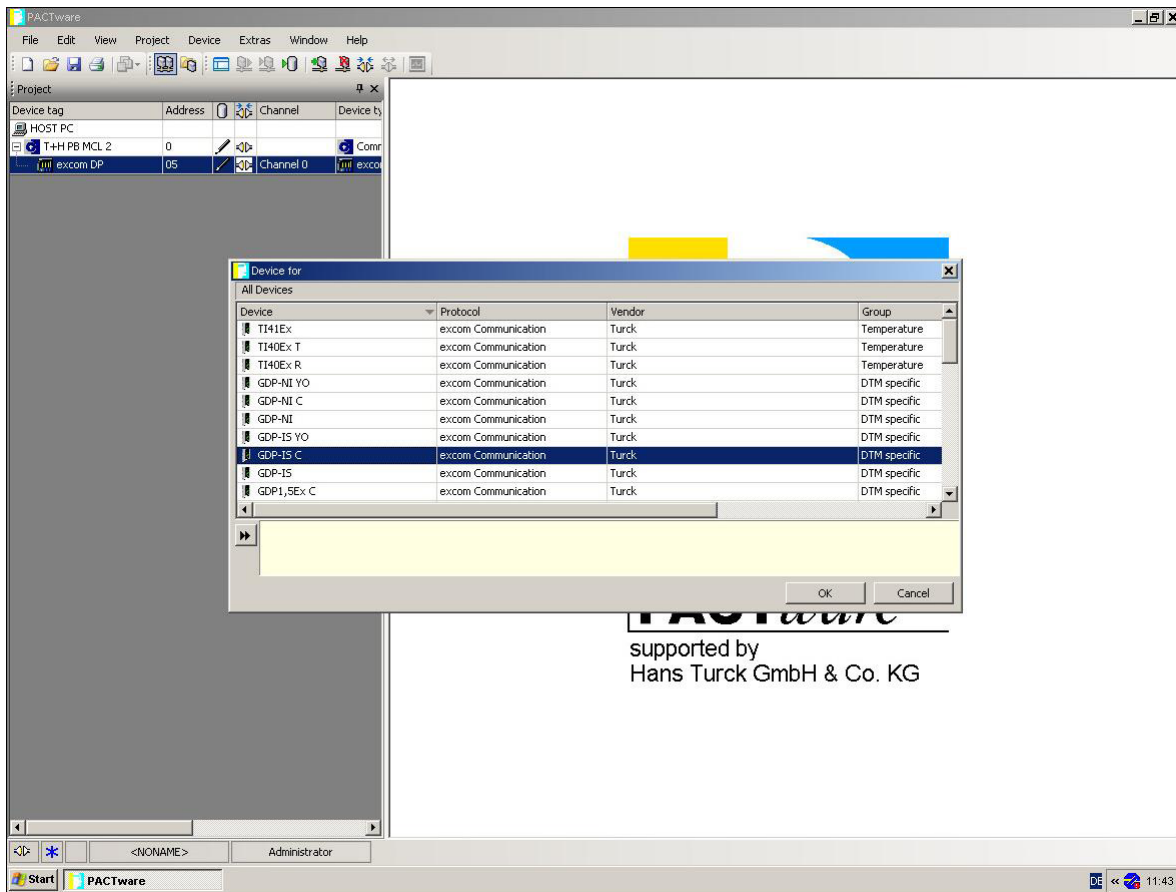 PACTware
File Edit View Project Device Extras Window Help
Project
Device tag Address Channel Device ty
HOST PC
T+H PB MCL 2 0 Comm
excom DP 05 Channel 0 exco
Device for
All Devices
Device Protocol Vendor Group
TI41Ex excom Communication Turck Temperature
TI40Ex T excom Communication Turck Temperature
TI40Ex R excom Communication Turck Temperature
GDP-NI YO excom Communication Turck DTM specific
GDP-NI C excom Communication Turck DTM specific
GDP-NI excom Communication Turck DTM specific
GDP-IS YO excom Communication Turck DTM specific
GDP-IS C excom Communication Turck DTM specific
GDP-IS excom Communication Turck DTM specific
GDP1,5Ex C excom Communication Turck DTM specific
OK Cancel
PACTware
supported by
Hans Turck GmbH & Co. KG
<NONAME> Administrator
Start PACTware DE « 11:43